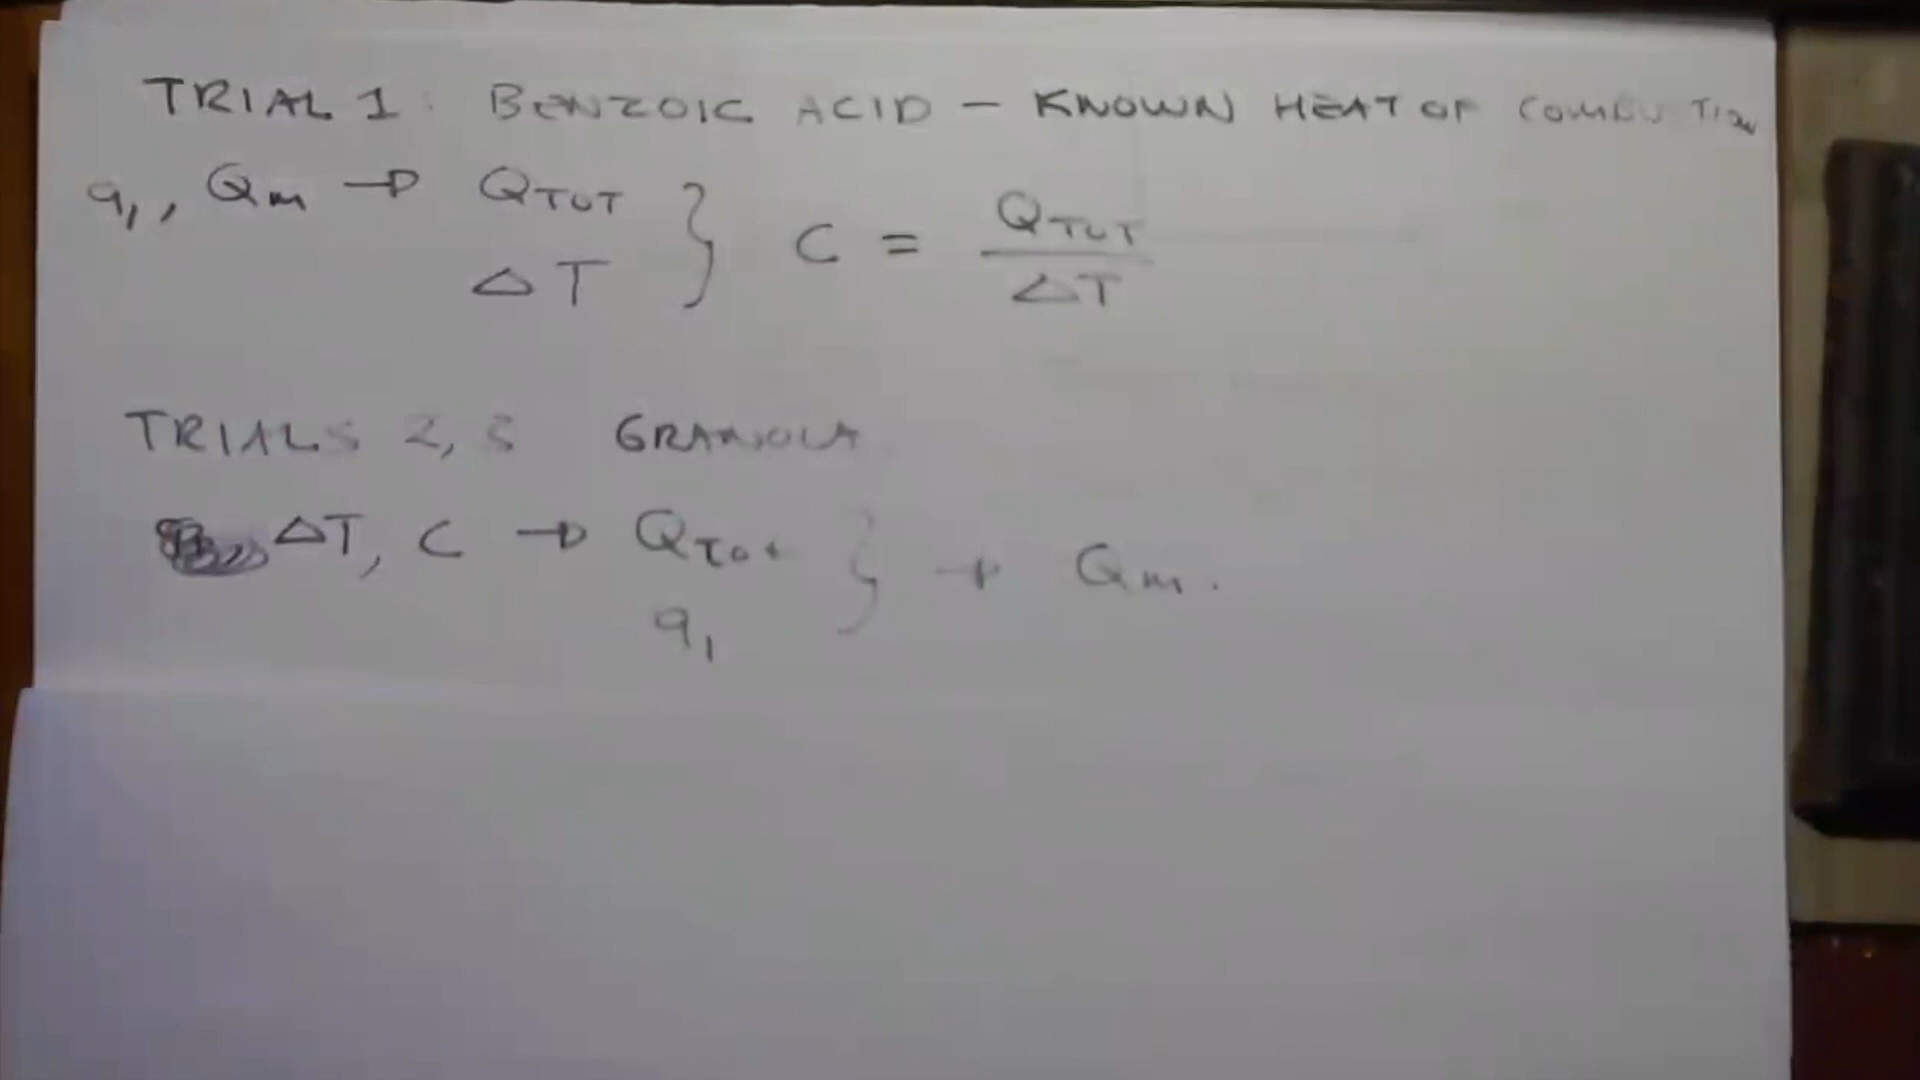 TRIAL 1: BENZOIC ACID - KNOWN HEAT OF COMBUSTION
q₁, Qm → QTOT } C = QTOT / ΔT
ΔT
TRIALS 2, 3 GRANOLA
ΔT, C → QTOT } → Qm.
q₁